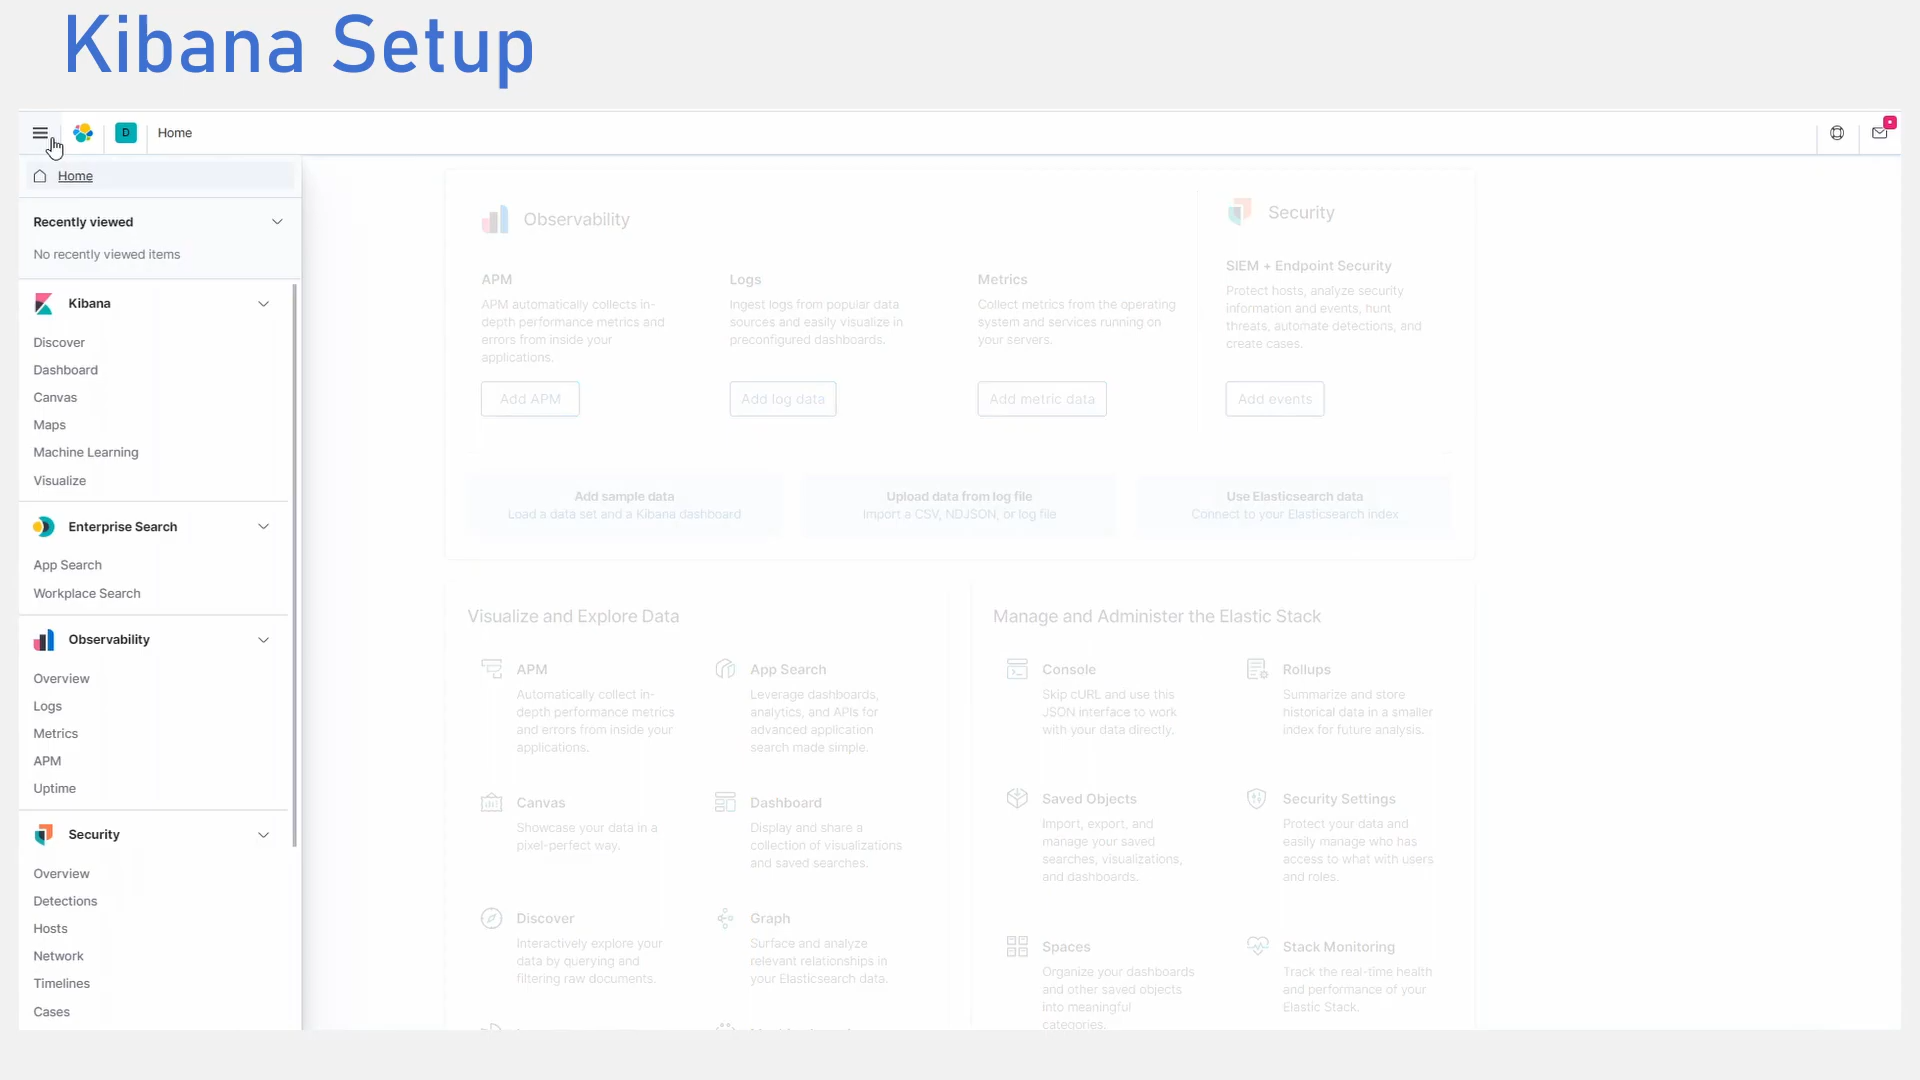 Kibana Setup
D
Home
Home
Recently viewed
No recently viewed items
Kibana
Discover
Dashboard
Canvas
Maps
Machine Learning
Visualize
Enterprise Search
App Search
Workplace Search
Observability
Overview
Logs
Metrics
APM
Uptime
Security
Overview
Detections
Hosts
Network
Timelines
Cases
Observability
APM
APM automatically collects in-
depth performance metrics and
errors from inside your
applications.
Add APM
Logs
Ingest logs from popular data
sources and easily visualize in
preconfigured dashboards.
Add log data
Metrics
Collect metrics from the operating
system and services running on
your servers.
Add metric data
Security
SIEM + Endpoint Security
Protect hosts, analyze security
information and events, hunt
threats, automate detections, and
create cases.
Add events
Add sample data
Load a data set and a Kibana dashboard
Upload data from log file
Import a CSV, NDJSON, or log file
Use Elasticsearch data
Connect to your Elasticsearch index
Visualize and Explore Data
APM
Automatically collect in-
depth performance metrics
and errors from inside your
applications.
App Search
Leverage dashboards,
analytics, and APIs for
advanced application
search made simple.
Canvas
Showcase your data in a
pixel-perfect way.
Dashboard
Display and share a
collection of visualizations
and saved searches.
Discover
Interactively explore your
data by querying and
filtering raw documents.
Graph
Surface and analyze
relevant relationships in
your Elasticsearch data.
Manage and Administer the Elastic Stack
Console
Skip cURL and use this
JSON interface to work
with your data directly.
Rollups
Summarize and store
historical data in a smaller
index for future analysis.
Saved Objects
Import, export, and
manage your saved
searches, visualizations,
and dashboards.
Security Settings
Protect your data and
easily manage who has
access to what with users
and roles.
Spaces
Organize your dashboards
and other saved objects
into meaningful
categories.
Stack Monitoring
Track the real-time health
and performance of your
Elastic Stack.